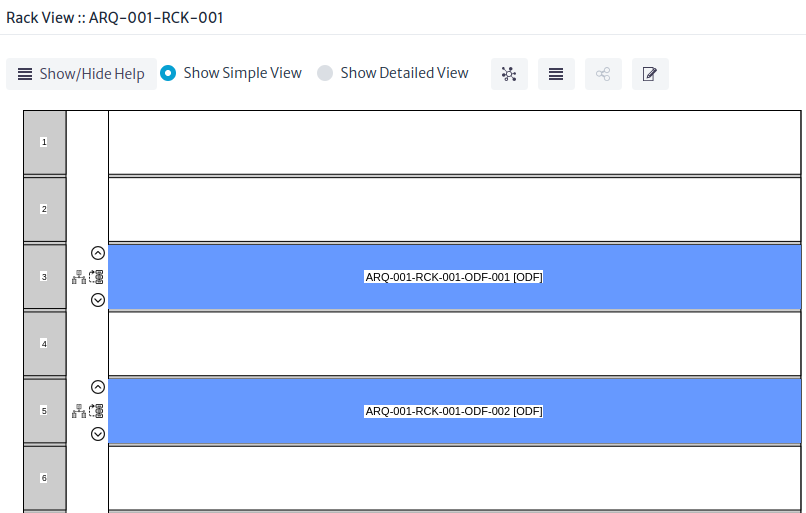 Rack View :: ARQ-001-RCK-001
Show/Hide Help Show Simple View Show Detailed View
1
2
3 ARQ-001-RCK-001-ODF-001 [ODF]
4
5 ARQ-001-RCK-001-ODF-002 [ODF]
6